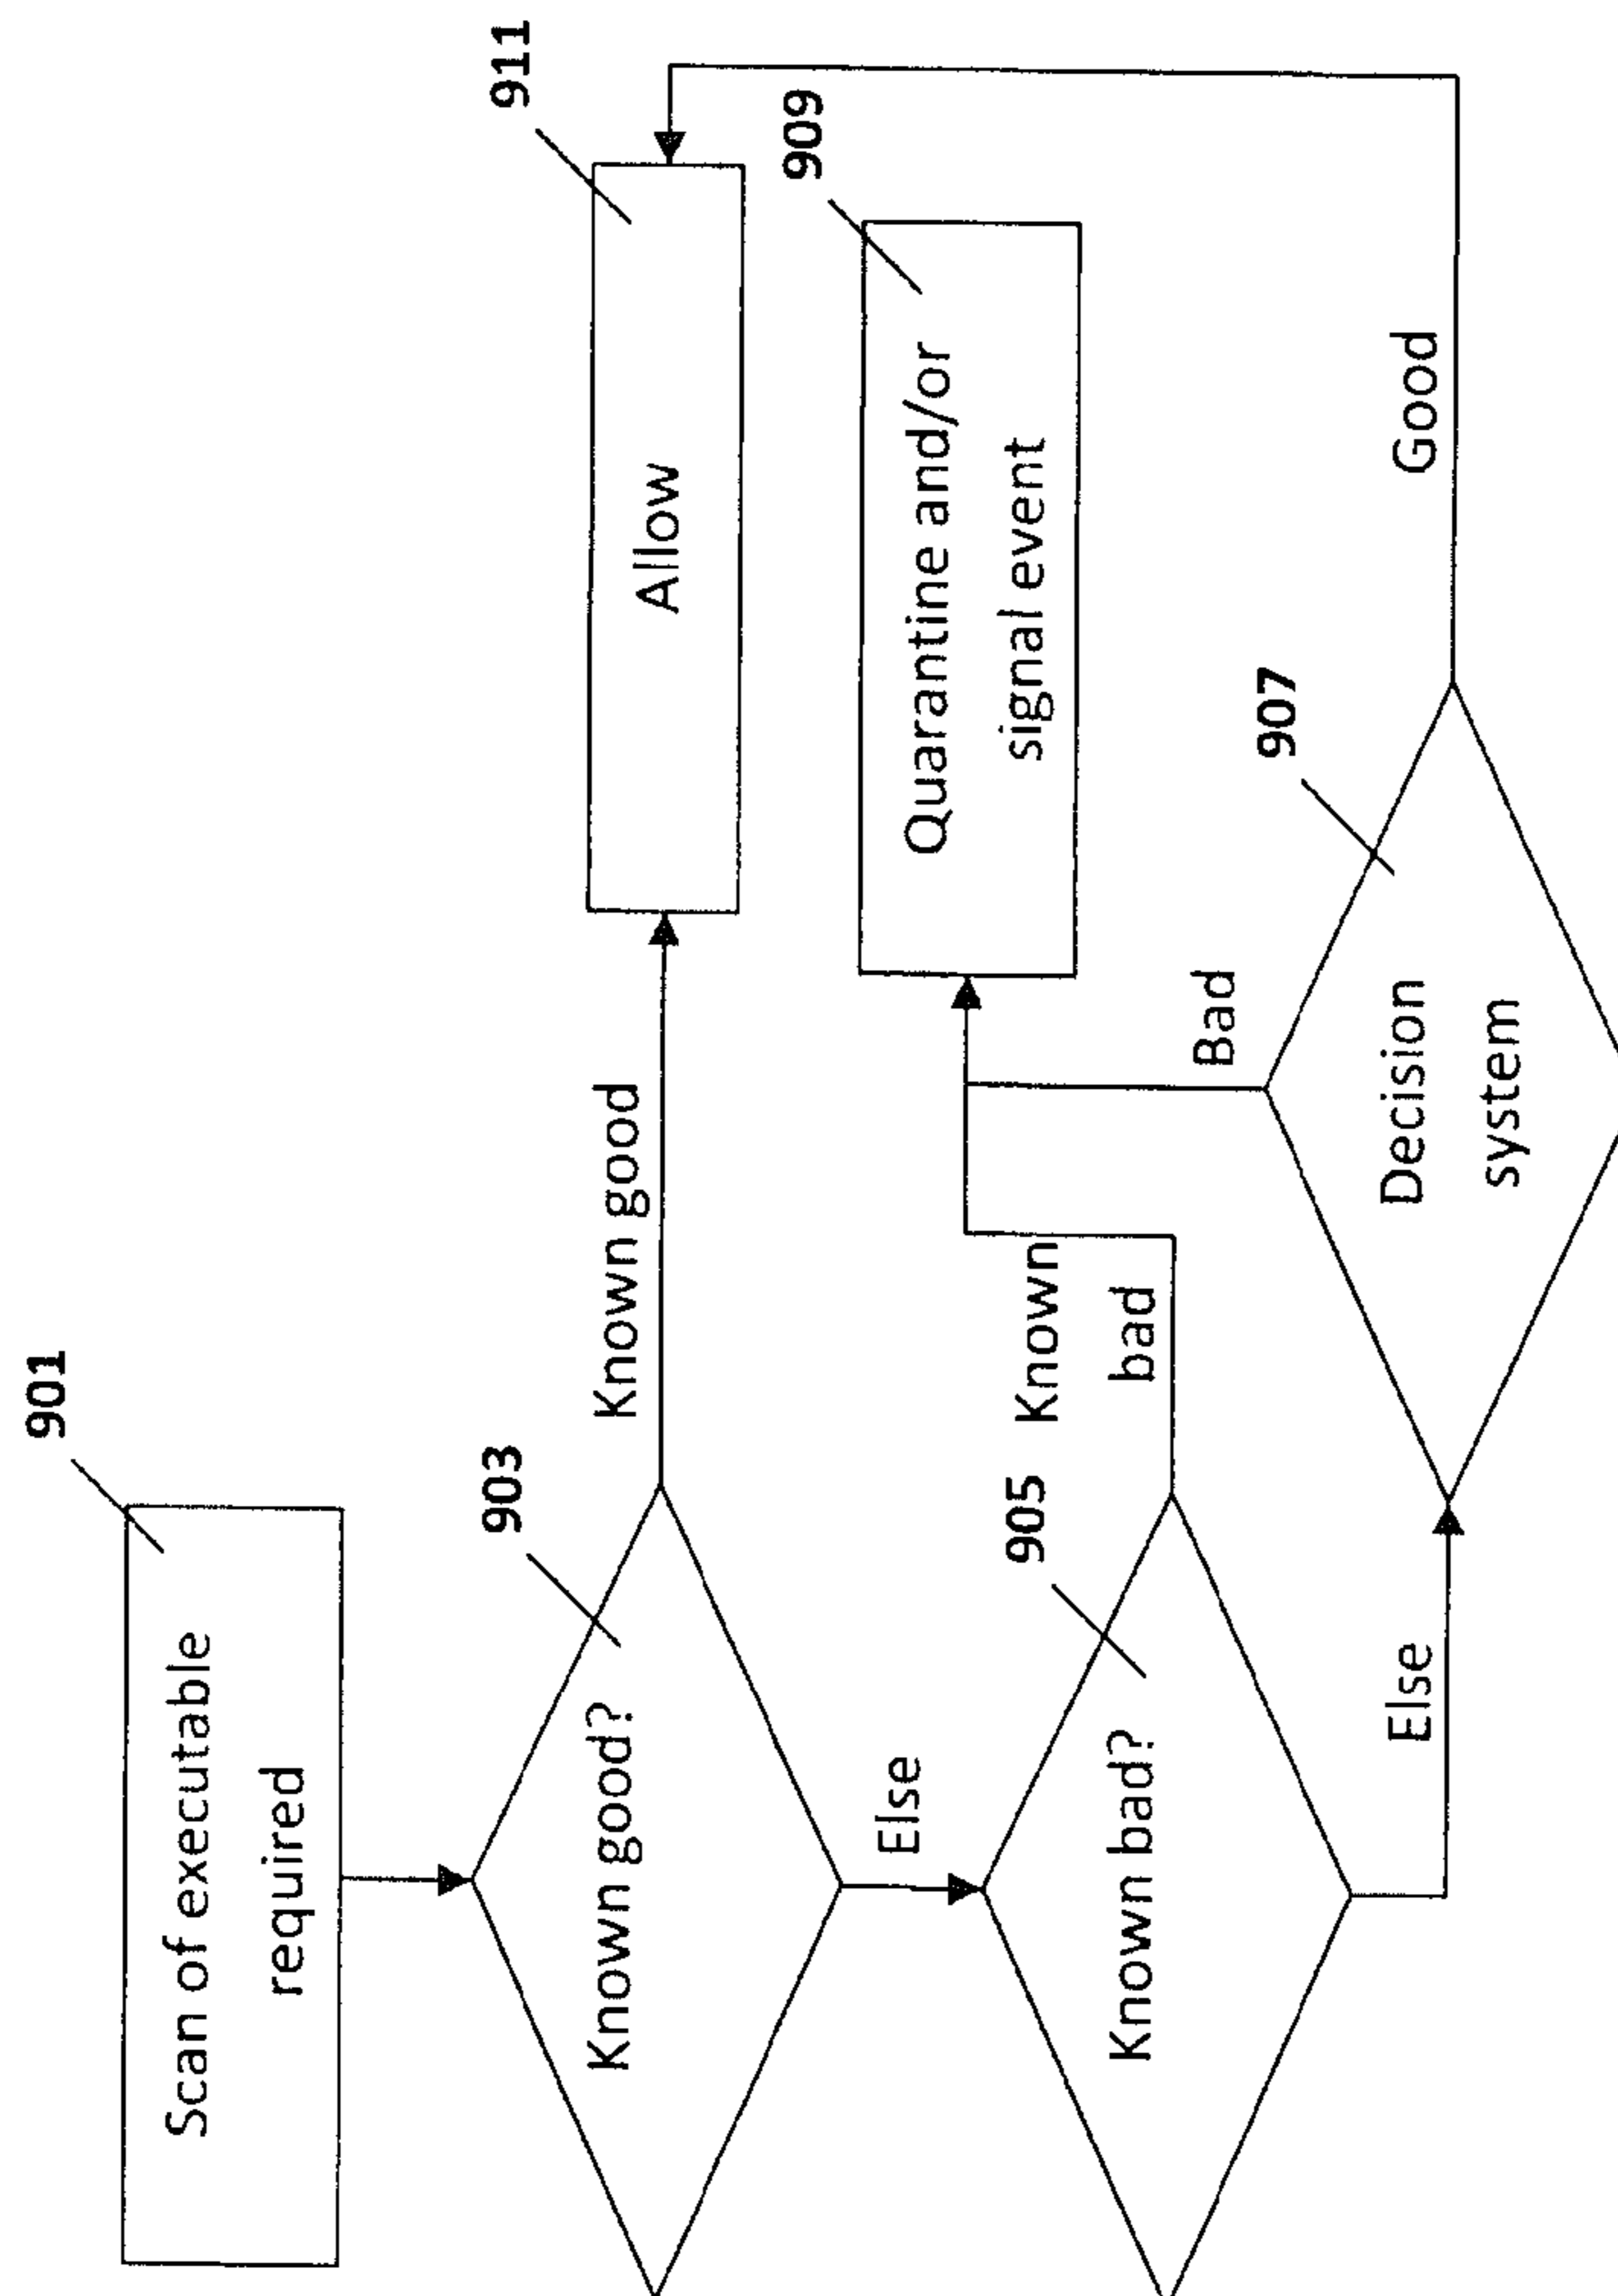 901
Scan of executable
required
903
Known good?
Known good
911
Allow
Else
905
Known bad?
Known
bad
909
Quarantine and/or
signal event
Else
907
Decision
system
Bad
Good